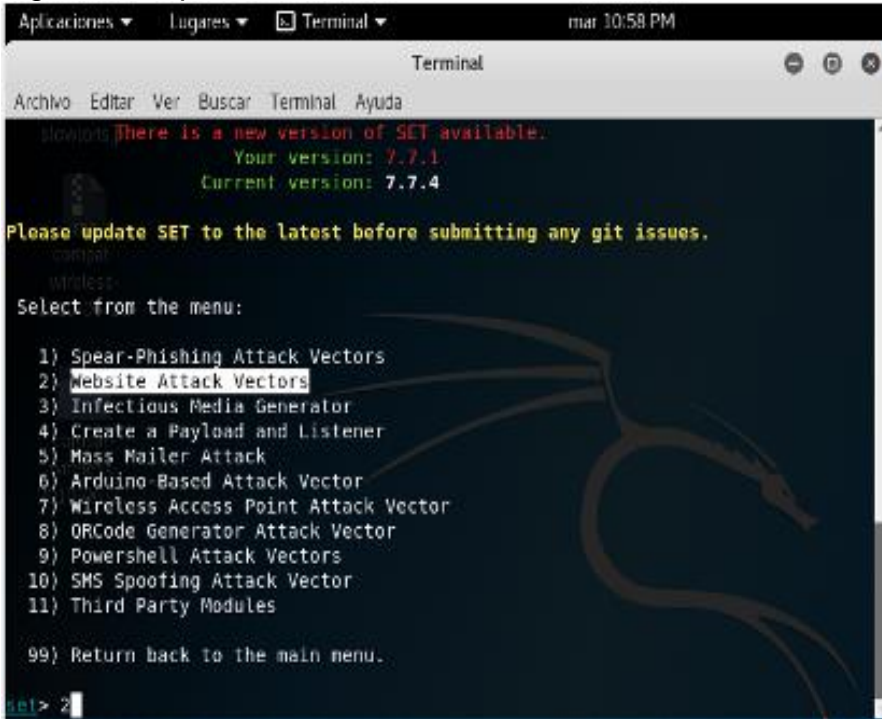 Aplicaciones ▾ Lugares ▾ Terminal ▾ mar 10:58 PM
Terminal
Archivo Editar Ver Buscar Terminal Ayuda
There is a new version of SET available.
Your version: 7.7.1
Current version: 7.7.4
Please update SET to the latest before submitting any git issues.
compat
wireless
Select from the menu:
1) Spear-Phishing Attack Vectors
2) Website Attack Vectors
3) Infectious Media Generator
4) Create a Payload and Listener
5) Mass Mailer Attack
6) Arduino-Based Attack Vector
7) Wireless Access Point Attack Vector
8) QRCode Generator Attack Vector
9) Powershell Attack Vectors
10) SMS Spoofing Attack Vector
11) Third Party Modules
99) Return back to the main menu.
set> 2